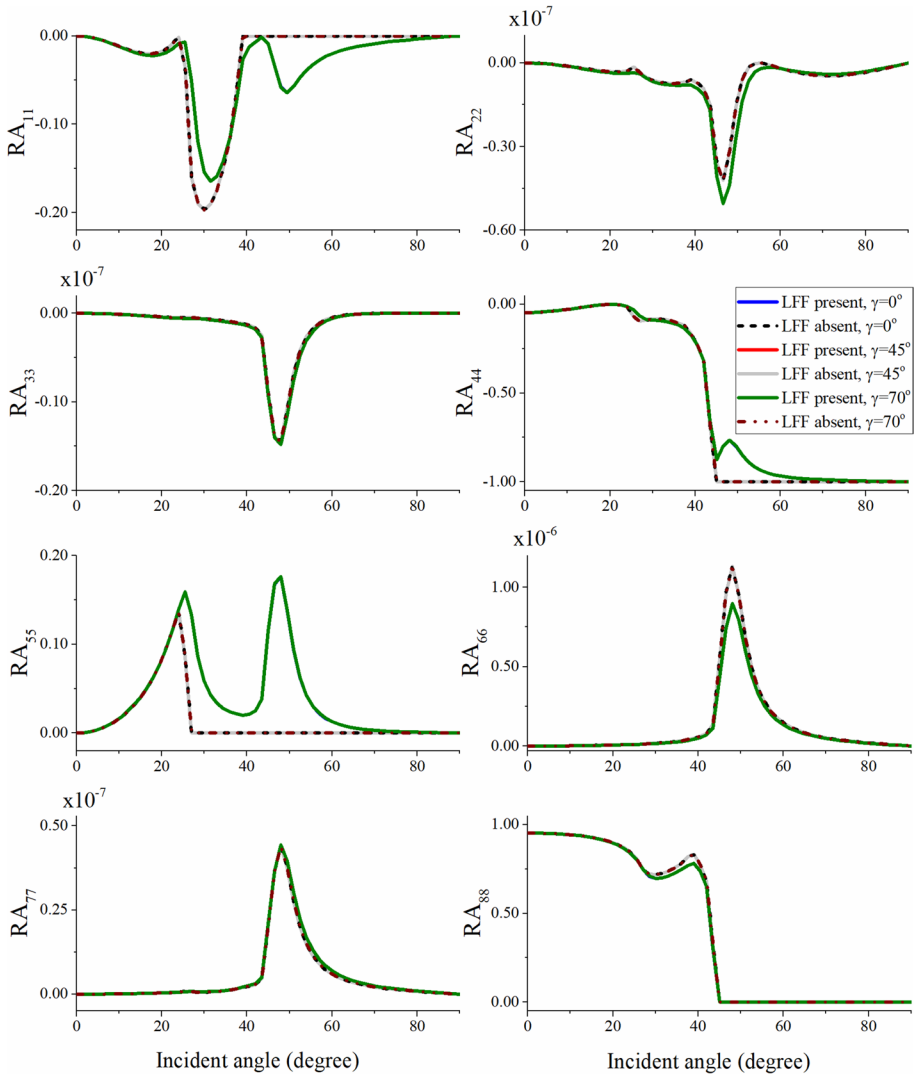 x10-7
0.00
-0.10
-0.20
RA11
0 20 40 60 80
0.00
-0.30
-0.60
RA22
0 20 40 60 80
x10-7
0.00
-0.10
-0.20
RA33
0 20 40 60 80
0.00
-0.50
-1.00
RA44
0 20 40 60 80
LFF present, γ=0o
LFF absent, γ=0o
LFF present, γ=45o
LFF absent, γ=45o
LFF present, γ=70o
LFF absent, γ=70o
0.20
0.10
0.00
RA55
0 20 40 60 80
x10-6
1.00
0.50
0.00
RA66
0 20 40 60 80
x10-7
0.50
0.25
0.00
RA77
0 20 40 60 80
Incident angle (degree)
1.00
0.50
0.00
RA88
0 20 40 60 80
Incident angle (degree)